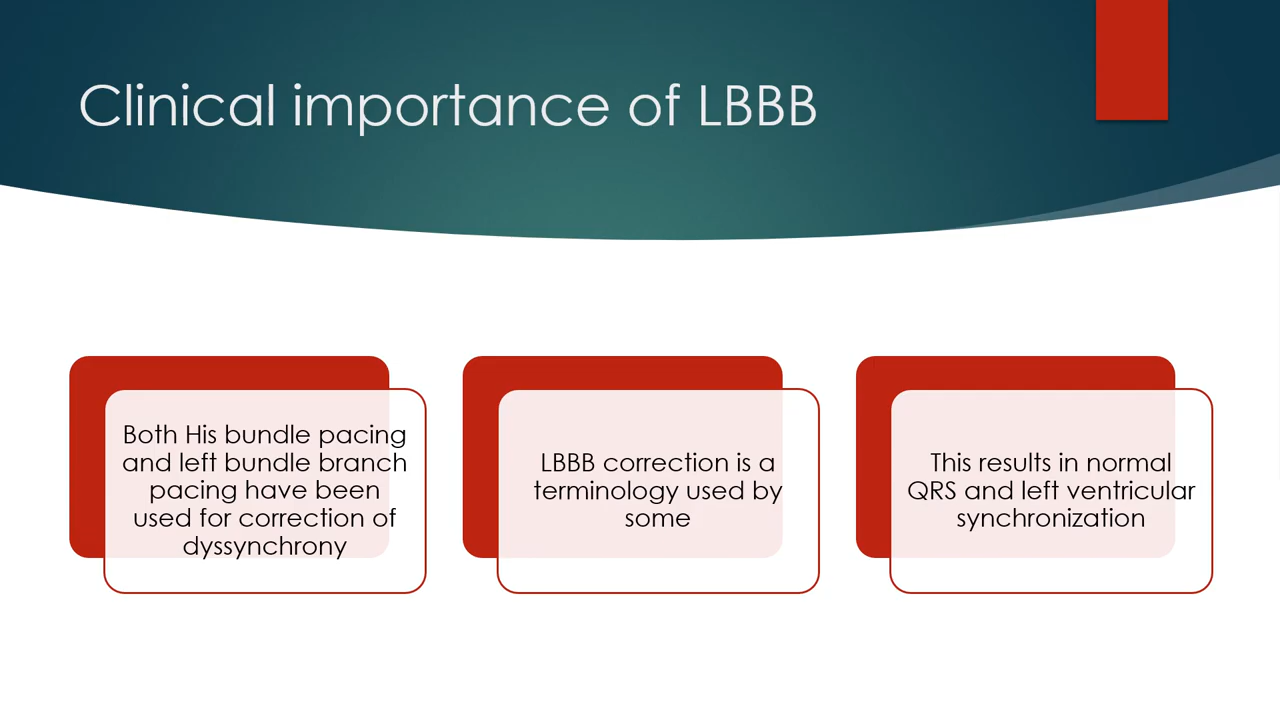 Clinical importance of LBBB
Both His bundle pacing
and left bundle branch
pacing have been
used for correction of
dyssynchrony
LBBB correction is a
terminology used by
some
This results in normal
QRS and left ventricular
synchronization